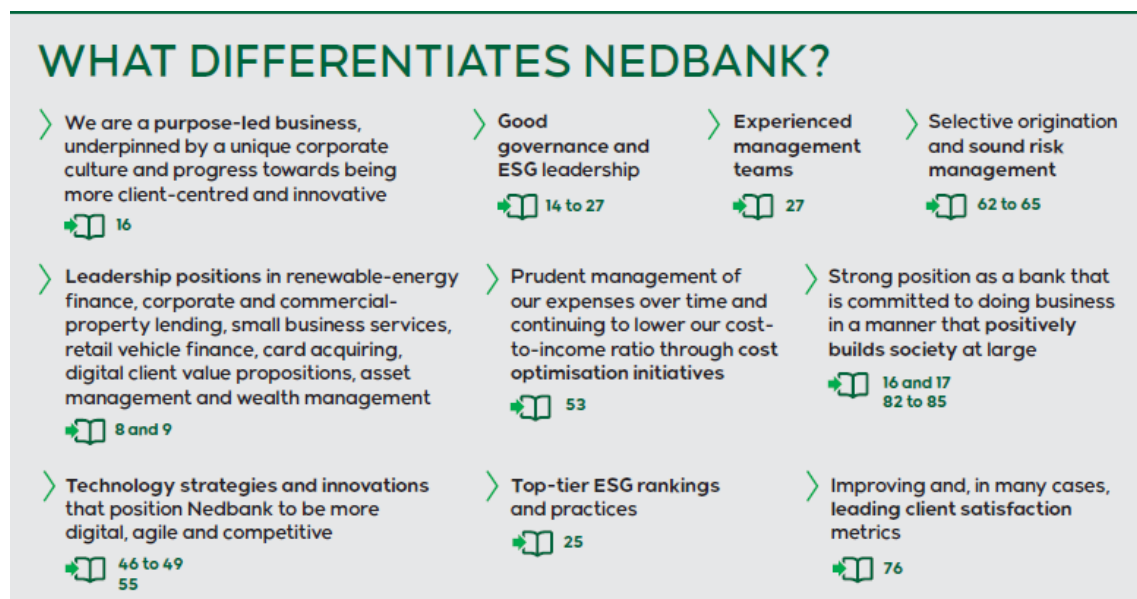 WHAT DIFFERENTIATES NEDBANK?
We are a purpose-led business,
underpinned by a unique corporate
culture and progress towards being
more client-centred and innovative
16
Good
governance and
ESG leadership
14 to 27
Experienced
management
teams
27
Selective origination
and sound risk
management
62 to 65
Leadership positions in renewable-energy
finance, corporate and commercial-
property lending, small business services,
retail vehicle finance, card acquiring,
digital client value propositions, asset
management and wealth management
8 and 9
Prudent management of
our expenses over time and
continuing to lower our cost-
to-income ratio through cost
optimisation initiatives
53
Strong position as a bank that
is committed to doing business
in a manner that positively
builds society at large
16 and 17
82 to 85
Technology strategies and innovations
that position Nedbank to be more
digital, agile and competitive
46 to 49
55
Top-tier ESG rankings
and practices
25
Improving and, in many cases,
leading client satisfaction
metrics
76